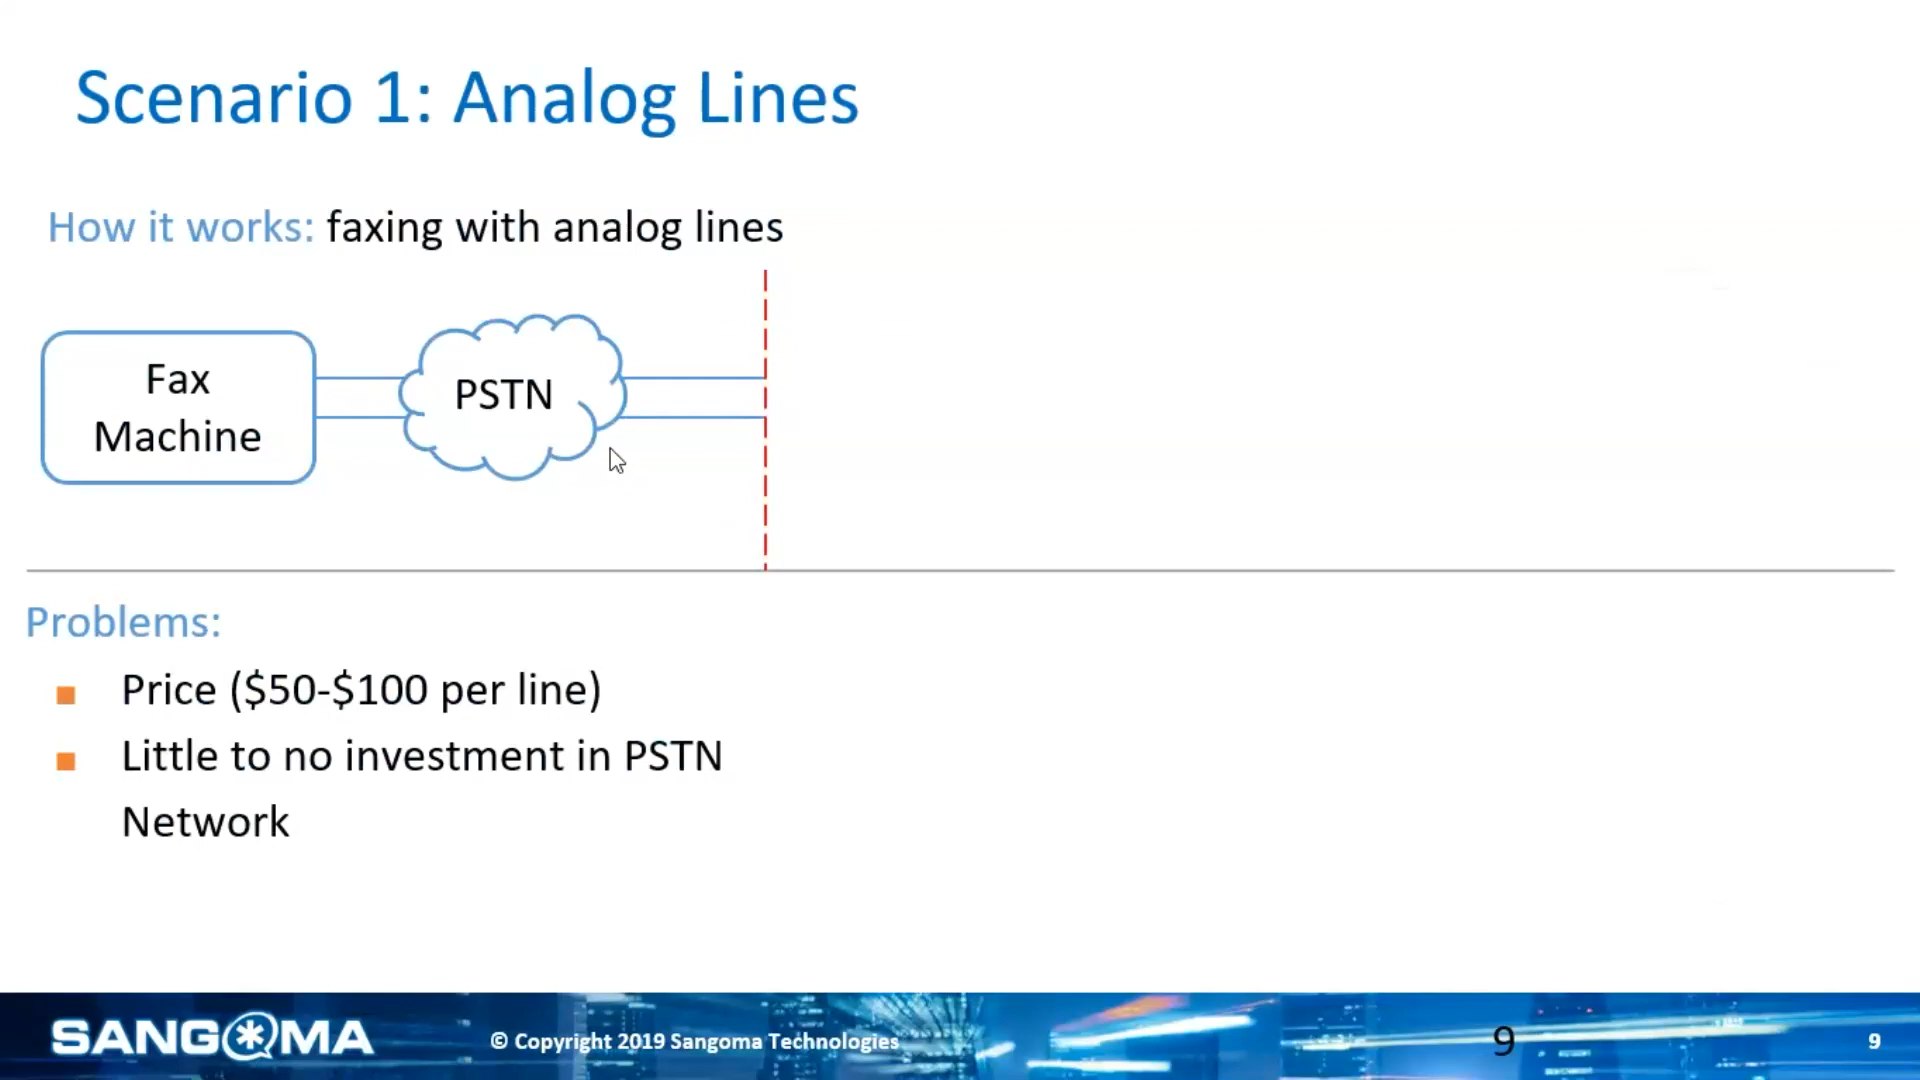 Scenario 1: Analog Lines
How it works: faxing with analog lines
Fax
Machine
PSTN
Problems:
Price ($50-$100 per line)
Little to no investment in PSTN
Network
SANGOMA
© Copyright 2019 Sangoma Technologies
9
9